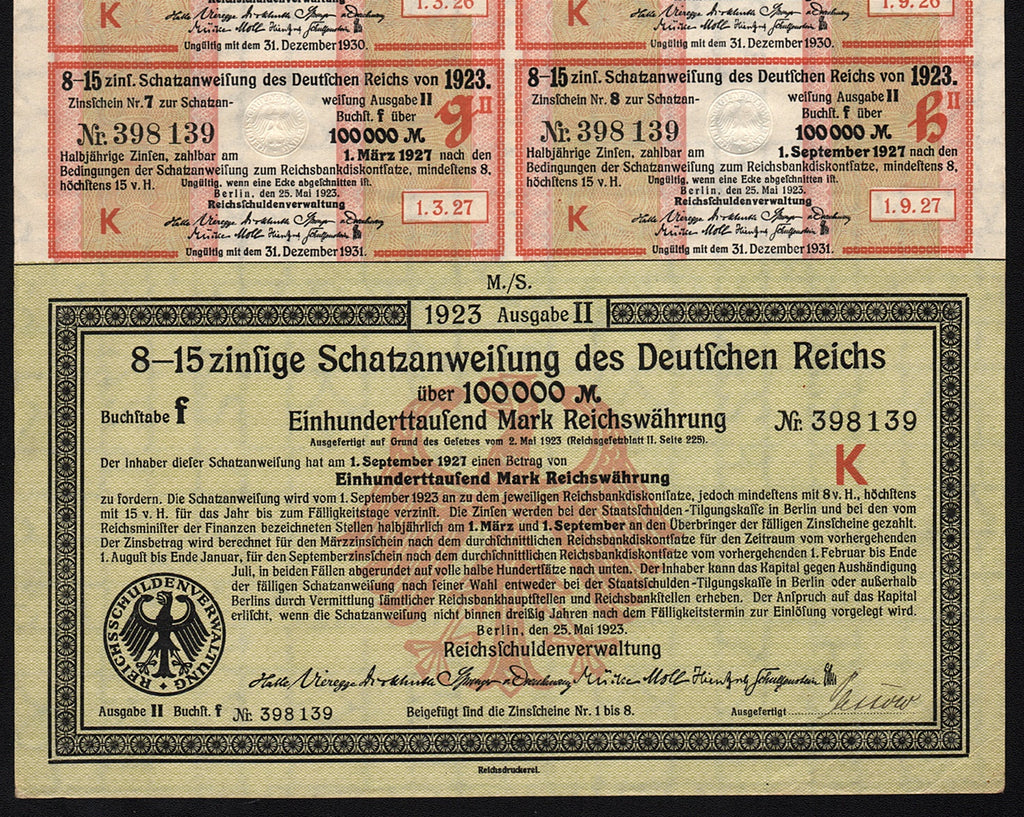 Reichsschuldenverwaltung
K
1.3.26
Ungültig mit dem 31. Dezember 1930.
K
1.9.26
Ungültig mit dem 31. Dezember 1930.
8–15 zinſ. Schatzanweiſung des Deutſchen Reichs von 1923.
Zinsſchein Nr. 7 zur Schatzan- weiſung Ausgabe II
Buchſt. f über
Nr. 398139 100000 M. g II
Halbjährige Zinſen, zahlbar am 1. März 1927 nach den
Bedingungen der Schatzanweiſung zum Reichsbankdiskontſatze, mindeſtens 8,
höchſtens 15 v. H. Ungültig, wenn eine Ecke abgeſchnitten iſt.
Berlin, den 25. Mai 1923.
Reichsſchuldenverwaltung
K
1.3.27
Ungültig mit dem 31. Dezember 1931.
8–15 zinſ. Schatzanweiſung des Deutſchen Reichs von 1923.
Zinsſchein Nr. 8 zur Schatzan- weiſung Ausgabe II
Buchſt. f über
Nr. 398139 100000 M. h II
Halbjährige Zinſen, zahlbar am 1. September 1927 nach den
Bedingungen der Schatzanweiſung zum Reichsbankdiskontſatze, mindeſtens 8,
höchſtens 15 v. H. Ungültig, wenn eine Ecke abgeſchnitten iſt.
Berlin, den 25. Mai 1923.
Reichsſchuldenverwaltung
K
1.9.27
Ungültig mit dem 31. Dezember 1931.
M./S.
1923 Ausgabe II
8–15 zinſige Schatzanweiſung des Deutſchen Reichs
über 100000 M.
Buchſtabe f Einhunderttauſend Mark Reichswährung Nr. 398139
Ausgefertigt auf Grund des Geſetzes vom 2. Mai 1923 (Reichsgeſetzblatt II. Seite 225).
Der Inhaber dieſer Schatzanweiſung hat am 1. September 1927 einen Betrag von
K
Einhunderttauſend Mark Reichswährung
zu fordern. Die Schatzanweiſung wird vom 1. September 1923 an zu dem jeweiligen Reichsbankdiskontſatze, jedoch mindeſtens mit 8 v. H., höchſtens
mit 15 v. H. für das Jahr bis zum Fälligkeitstage verzinſt. Die Zinſen werden bei der Staatsſchulden-Tilgungskaſſe in Berlin und bei den vom
Reichsminiſter der Finanzen bezeichneten Stellen halbjährlich am 1. März und 1. September an den Überbringer der fälligen Zinsſcheine gezahlt.
Der Zinsbetrag wird berechnet für den Märzzinsſchein nach dem durchſchnittlichen Reichsbankdiskontſatze für den Zeitraum vom vorhergehenden
1. Auguſt bis Ende Januar, für den Septemberzinsſchein nach dem durchſchnittlichen Reichsbankdiskontſatze vom vorhergehenden 1. Februar bis Ende
Juli, in beiden Fällen abgerundet auf volle halbe Hundertſätze nach unten. Der Inhaber kann das Kapital gegen Aushändigung
der fälligen Schatzanweiſung nach ſeiner Wahl entweder bei der Staatsſchulden-Tilgungskaſſe in Berlin oder außerhalb
Berlins durch Vermittlung ſämtlicher Reichsbankhauptſtellen und Reichsbankſtellen erheben. Der Anſpruch auf das Kapital
erliſcht, wenn die Schatzanweiſung nicht binnen dreißig Jahren nach dem Fälligkeitstermin zur Einlöſung vorgelegt wird.
Berlin, den 25. Mai 1923.
Reichsſchuldenverwaltung
REICHSSCHULDENVERWALTUNG
Halle Vieregge Mücke Moll
Ausgabe II Buchſt. f Nr. 398139 Beigefügt ſind die Zinsſcheine Nr. 1 bis 8. Ausgefertigt
Reichsdruckerei.